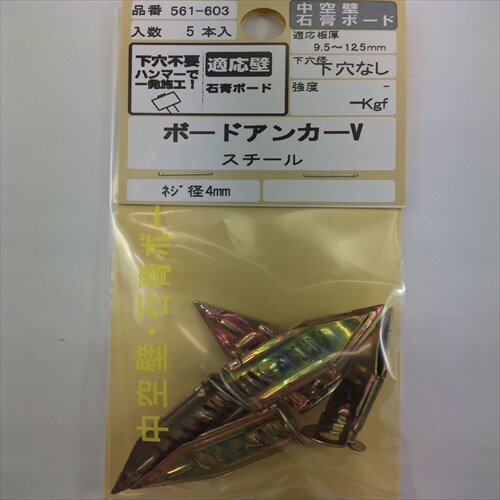 品番 561-603
入数 5本入
中空壁
石膏ボード
適応板厚
9.5〜12.5mm
下穴径 下穴なし
強度 -
-Kgf
下穴不要
ハンマーで
一発施工!
適応壁
石膏ボード
ボードアンカーV
スチール
ネジ径4mm
中空壁・石膏ボー